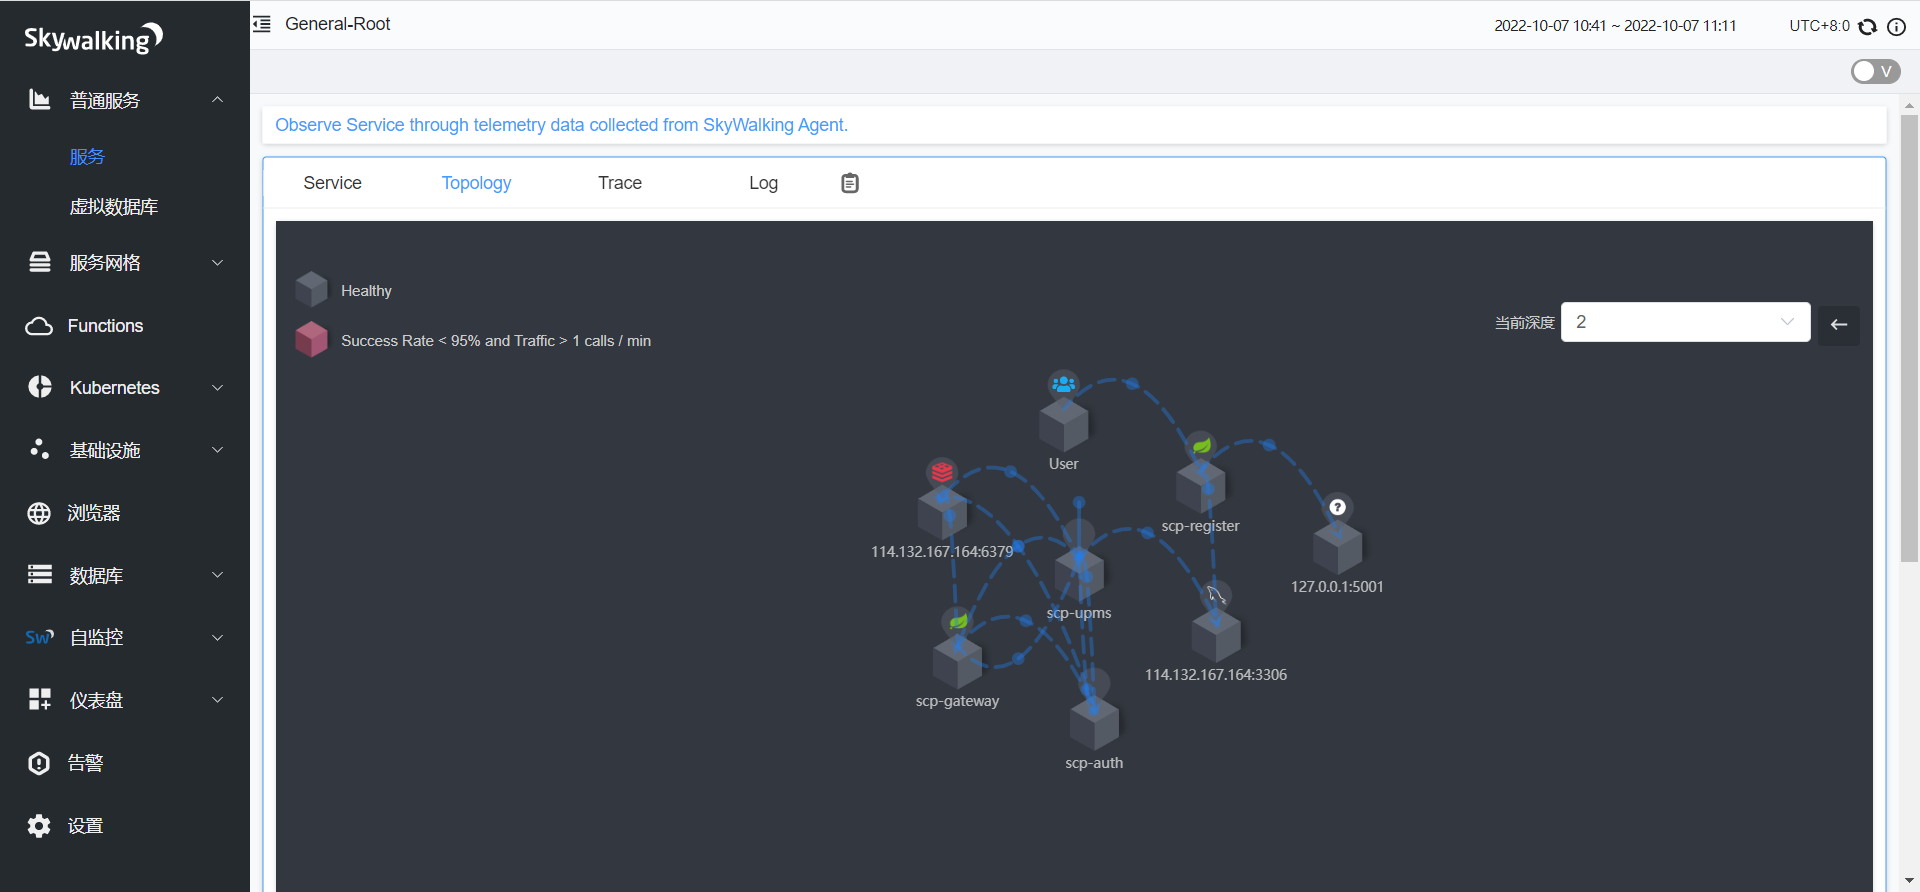 Skywalking
General-Root
2022-10-07 10:41 ~ 2022-10-07 11:11
UTC+8:0
V
普通服务
服务
虚拟数据库
服务网格
Functions
Kubernetes
基础设施
浏览器
数据库
Sw
自监控
仪表盘
告警
设置
Observe Service through telemetry data collected from SkyWalking Agent.
Service
Topology
Trace
Log
Healthy
Success Rate < 95% and Traffic > 1 calls / min
当前深度
2
User
scp-register
?
114.132.167.164:6379
127.0.0.1:5001
scp-upms
114.132.167.164:3306
scp-gateway
scp-auth